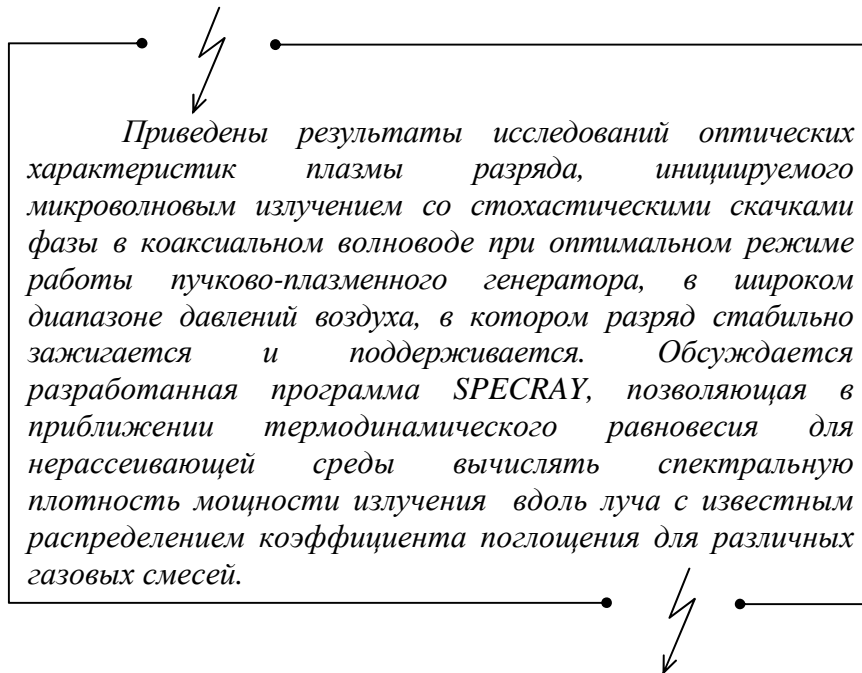 Приведены результаты исследований оптических
характеристик плазмы разряда, инициируемого
микроволновым излучением со стохастическими скачками
фазы в коаксиальном волноводе при оптимальном режиме
работы пучково-плазменного генератора, в широком
диапазоне давлений воздуха, в котором разряд стабильно
зажигается и поддерживается. Обсуждается
разработанная программа SPECRAY, позволяющая в
приближении термодинамического равновесия для
нерассеивающей среды вычислять спектральную
плотность мощности излучения вдоль луча с известным
распределением коэффициента поглощения для различных
газовых смесей.